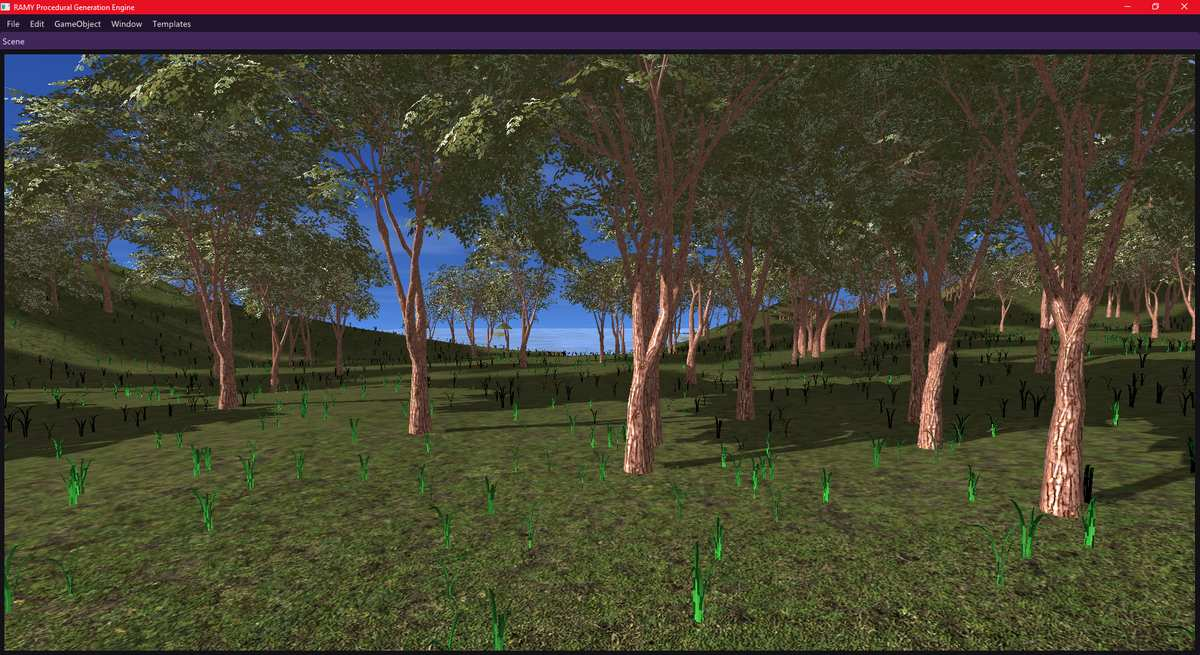 RAMY Procedural Generation Engine
File Edit GameObject Window Templates
Scene